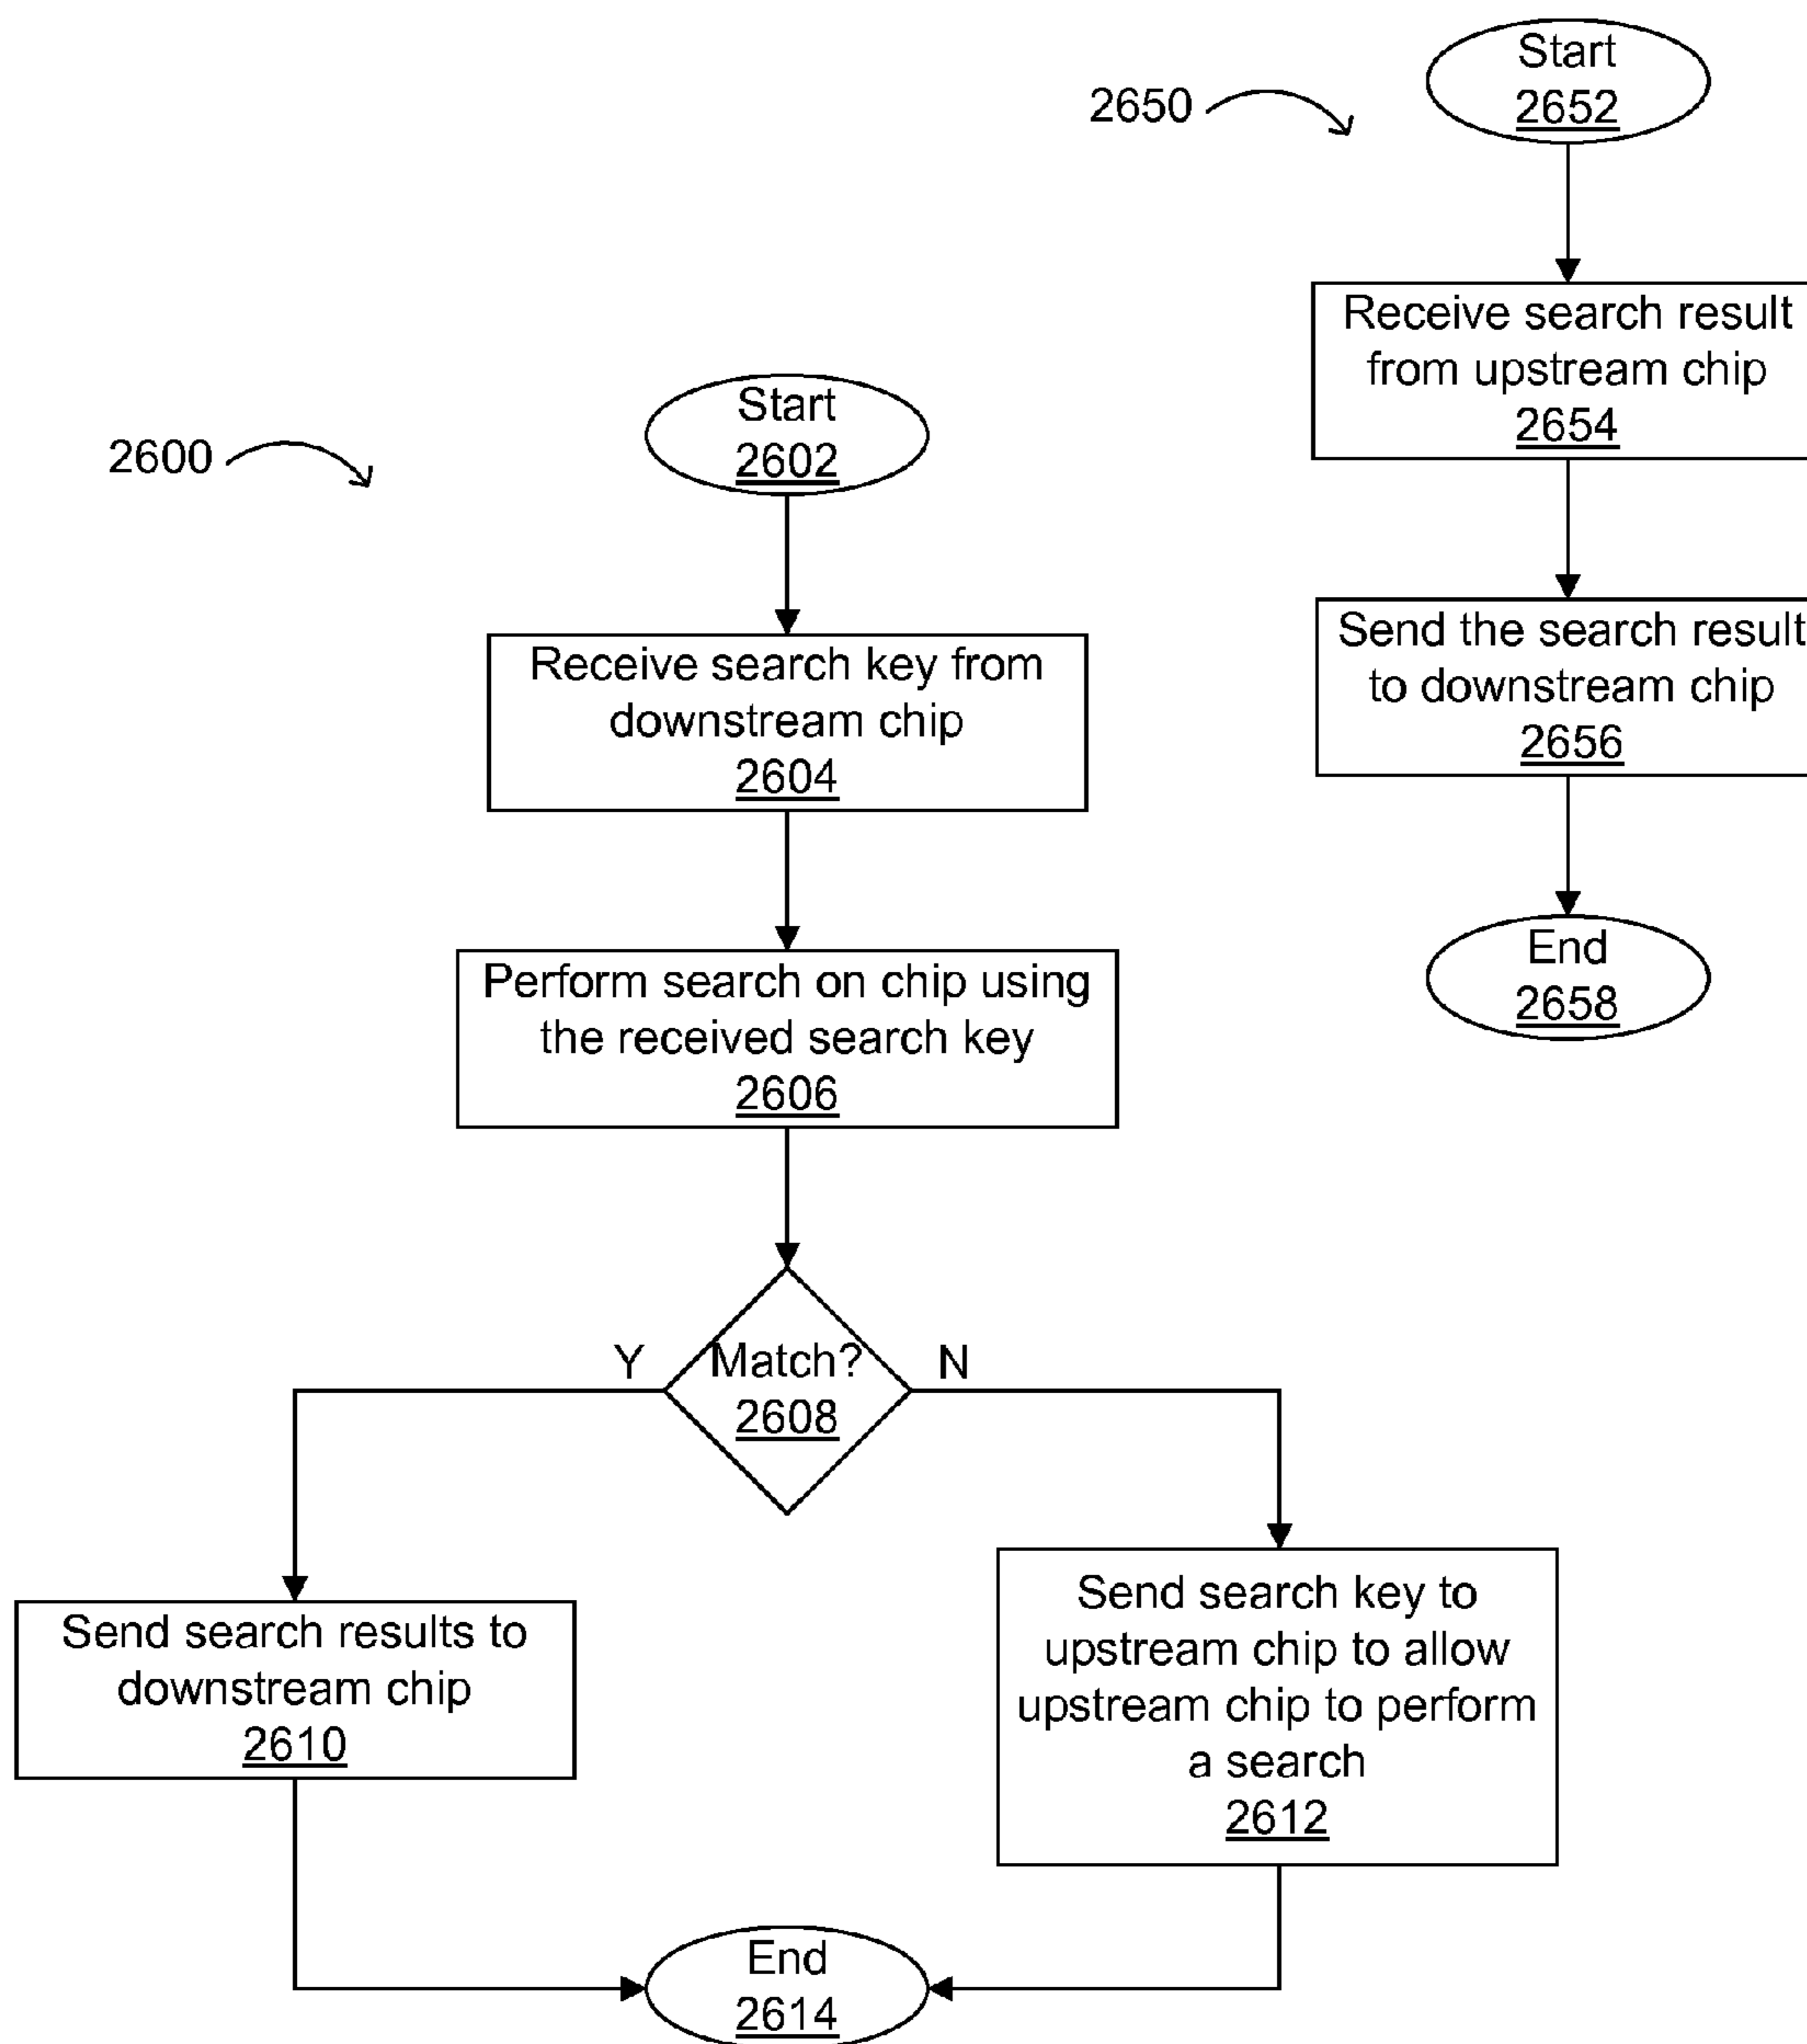 2600
Start
2602
Receive search key from
downstream chip
2604
Perform search on chip using
the received search key
2606
Match?
2608
Y
N
Send search results to
downstream chip
2610
Send search key to
upstream chip to allow
upstream chip to perform
a search
2612
End
2614
2650
Start
2652
Receive search result
from upstream chip
2654
Send the search result
to downstream chip
2656
End
2658